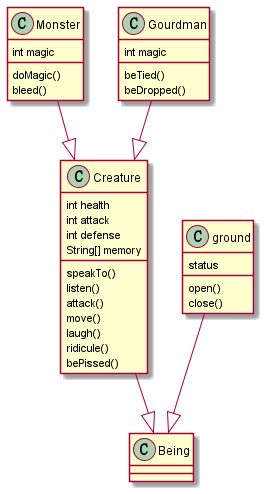 C Monster
int magic
doMagic()
bleed()
C Gourdman
int magic
beTied()
beDropped()
C Creature
int health
int attack
int defense
String[] memory
speakTo()
listen()
attack()
move()
laugh()
ridicule()
bePissed()
C ground
status
open()
close()
C Being